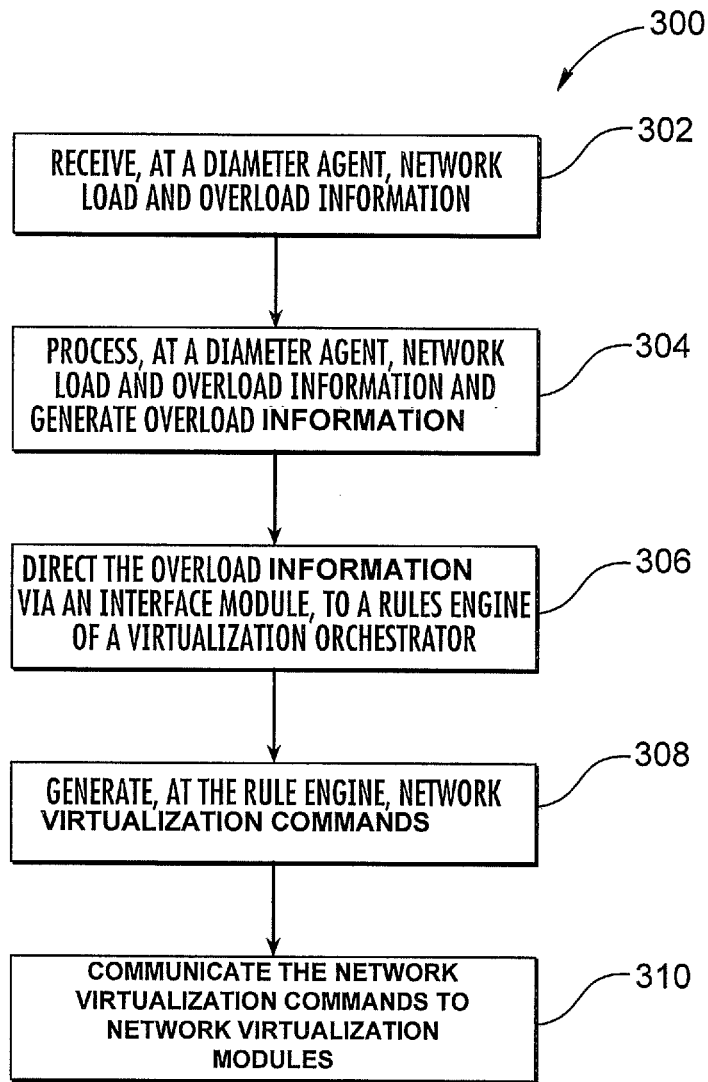 300
RECEIVE, AT A DIAMETER AGENT, NETWORK
LOAD AND OVERLOAD INFORMATION
302
PROCESS, AT A DIAMETER AGENT, NETWORK
LOAD AND OVERLOAD INFORMATION AND
GENERATE OVERLOAD INFORMATION
304
DIRECT THE OVERLOAD INFORMATION
VIA AN INTERFACE MODULE, TO A RULES ENGINE
OF A VIRTUALIZATION ORCHESTRATOR
306
GENERATE, AT THE RULE ENGINE, NETWORK
VIRTUALIZATION COMMANDS
308
COMMUNICATE THE NETWORK
VIRTUALIZATION COMMANDS TO
NETWORK VIRTUALIZATION
MODULES
310